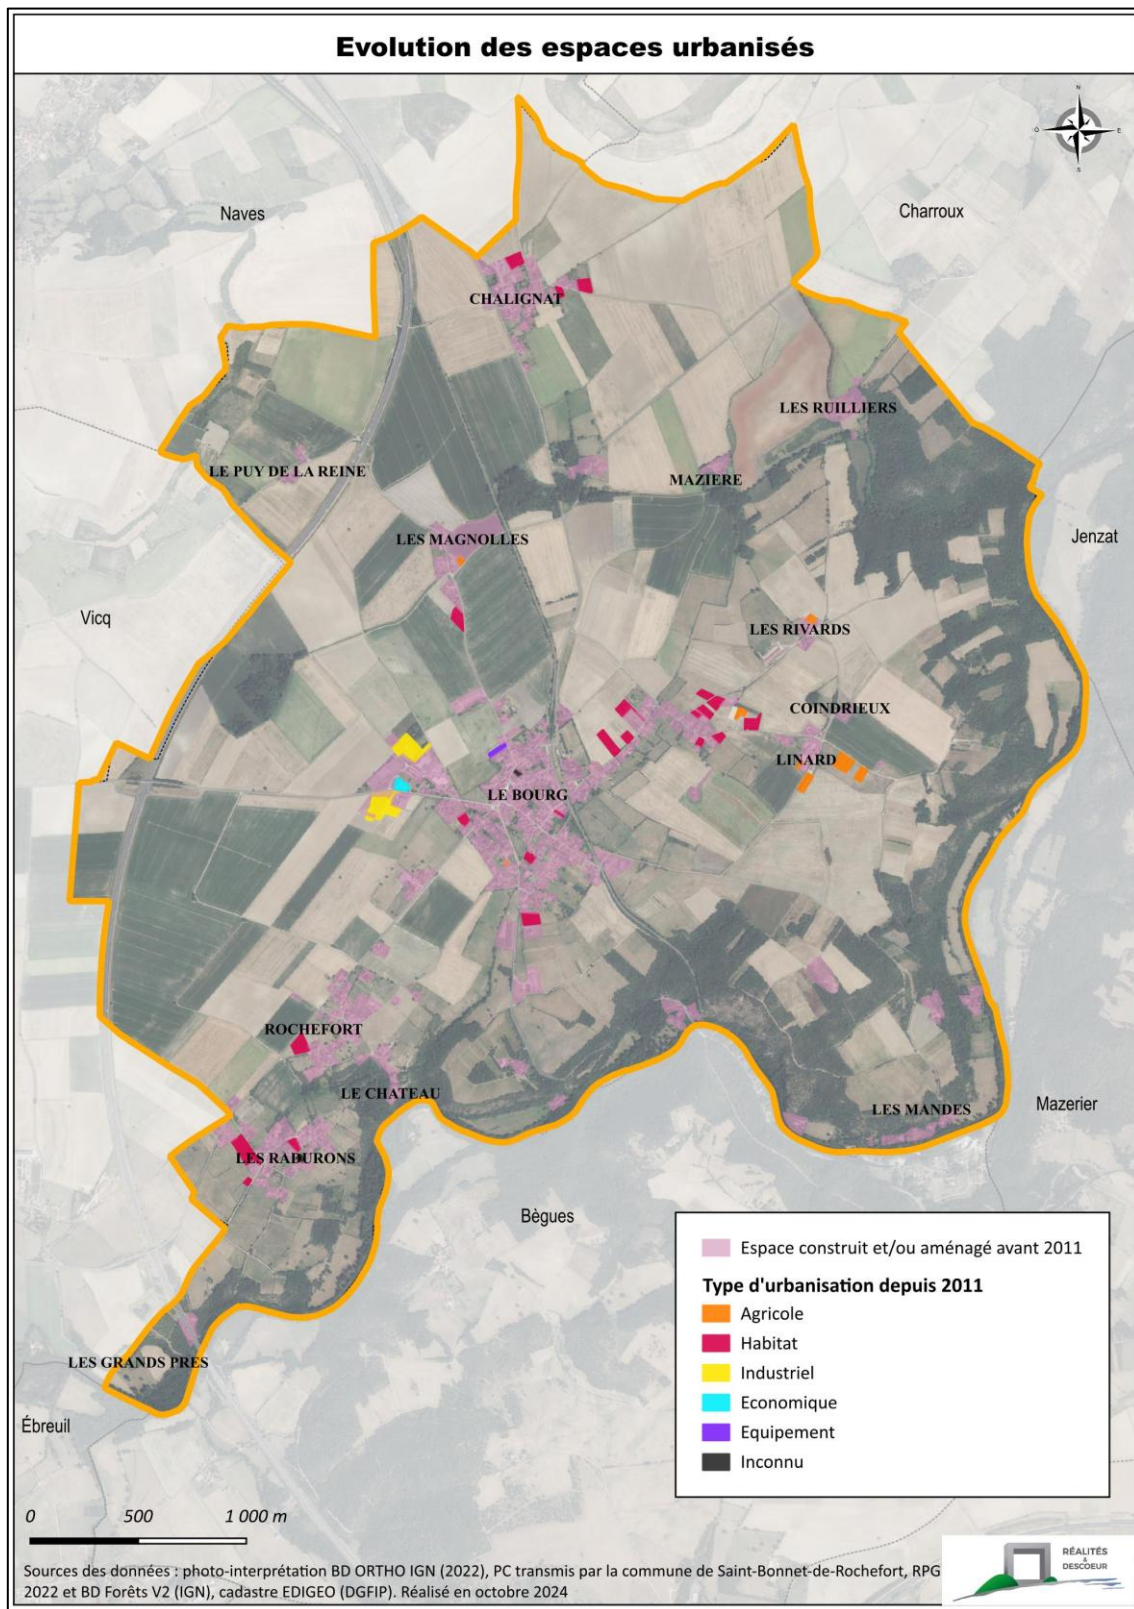 Evolution des espaces urbanisés
N
O
E
S
Naves
Charroux
CHALIGNAT
LES RUILLIERS
LE PUY DE LA REINE
MAZIERE
LES MAGNOLLES
Jenzat
Vicq
LES RIVARDS
COINDRIEUX
LINARD
LE BOURG
ROCHEFORT
LE CHATEAU
LES MANDES
Mazerier
LES RABURONS
Bègues
Espace construit et/ou aménagé avant 2011
Type d'urbanisation depuis 2011
Agricole
Habitat
Industriel
Economique
Equipement
Inconnu
LES GRANDS PRES
Ébreuil
0 500 1 000 m
Sources des données : photo-interprétation BD ORTHO IGN (2022), PC transmis par la commune de Saint-Bonnet-de-Rochefort, RPG
2022 et BD Forêts V2 (IGN), cadastre EDIGEO (DGFIP). Réalisé en octobre 2024
RÉALITÉS
&
DESCOEUR